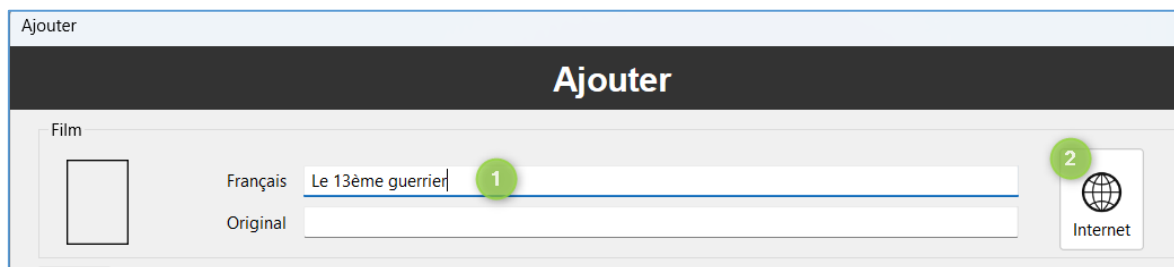 Ajouter
Ajouter
Film
Français Le 13ème guerrier 1
2
Original
Internet